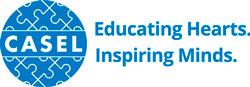 CASEL
Educating Hearts.
Inspiring Minds.